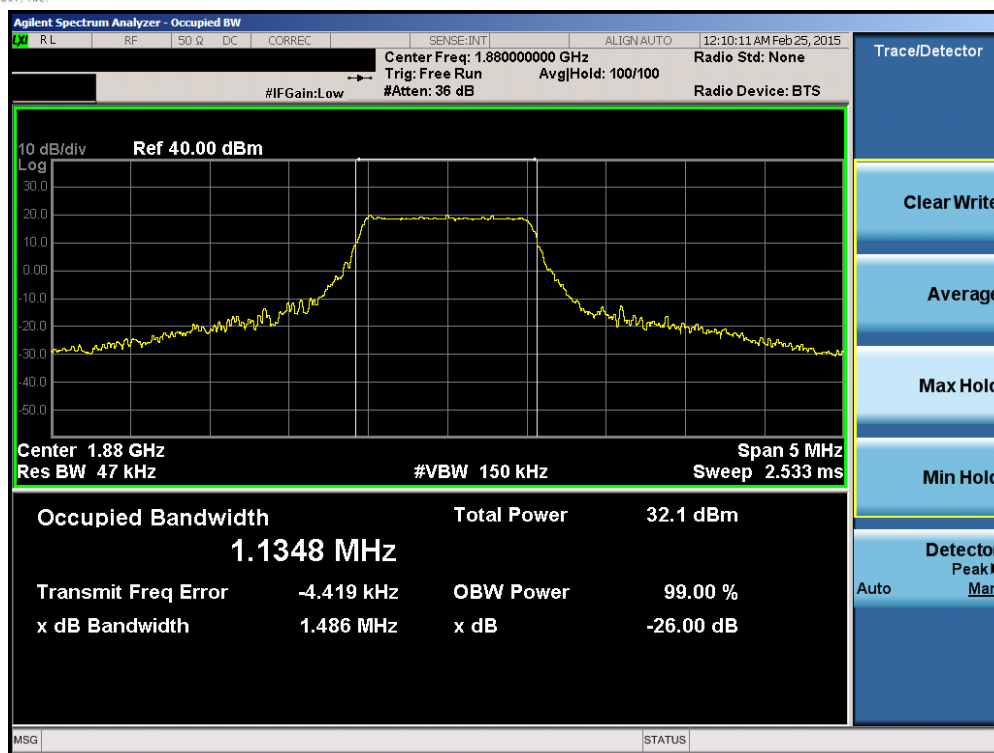 Agilent Spectrum Analyzer - Occupied BW
LXI RL RF 50 Ω DC CORREC SENSE:INT ALIGN AUTO 12:10:11 AM Feb 25, 2015
Center Freq: 1.880000000 GHz Radio Std: None
Trig: Free Run Avg|Hold: 100/100
#IFGain:Low #Atten: 36 dB Radio Device: BTS
Trace/Detector
10 dB/div Ref 40.00 dBm
Log
30.0
20.0
10.0
0.00
-10.0
-20.0
-30.0
-40.0
-50.0
Center 1.88 GHz Span 5 MHz
Res BW 47 kHz #VBW 150 kHz Sweep 2.533 ms
Occupied Bandwidth Total Power 32.1 dBm
1.1348 MHz
Transmit Freq Error -4.419 kHz OBW Power 99.00 %
x dB Bandwidth 1.486 MHz x dB -26.00 dB
Clear Write
Average
Max Hold
Min Hold
Detector
Peak
Auto Man
MSG STATUS